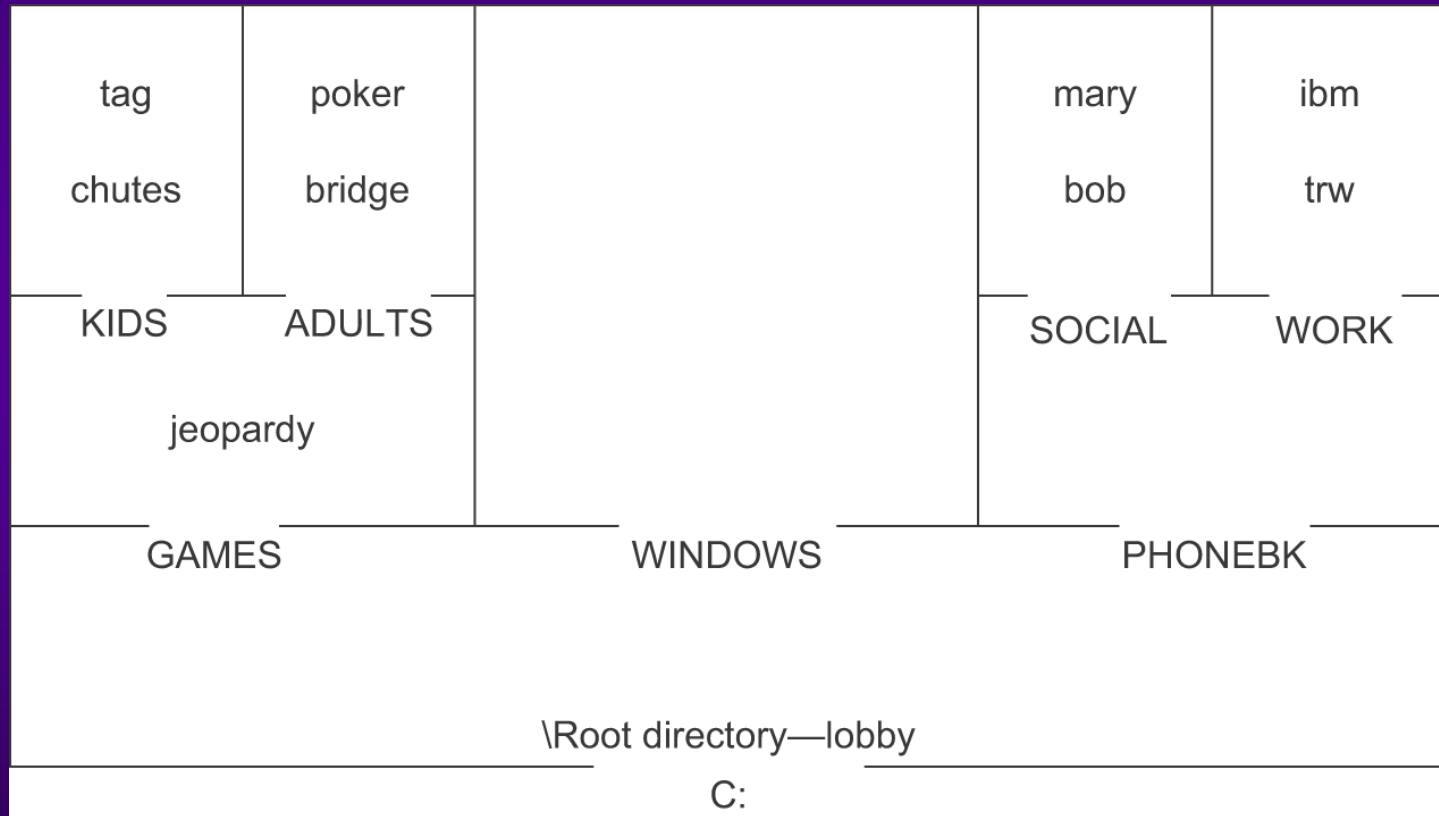 tag poker mary ibm
chutes bridge bob trw
KIDS ADULTS SOCIAL WORK
jeopardy
GAMES WINDOWS PHONEBK
\Root directory—lobby
C: